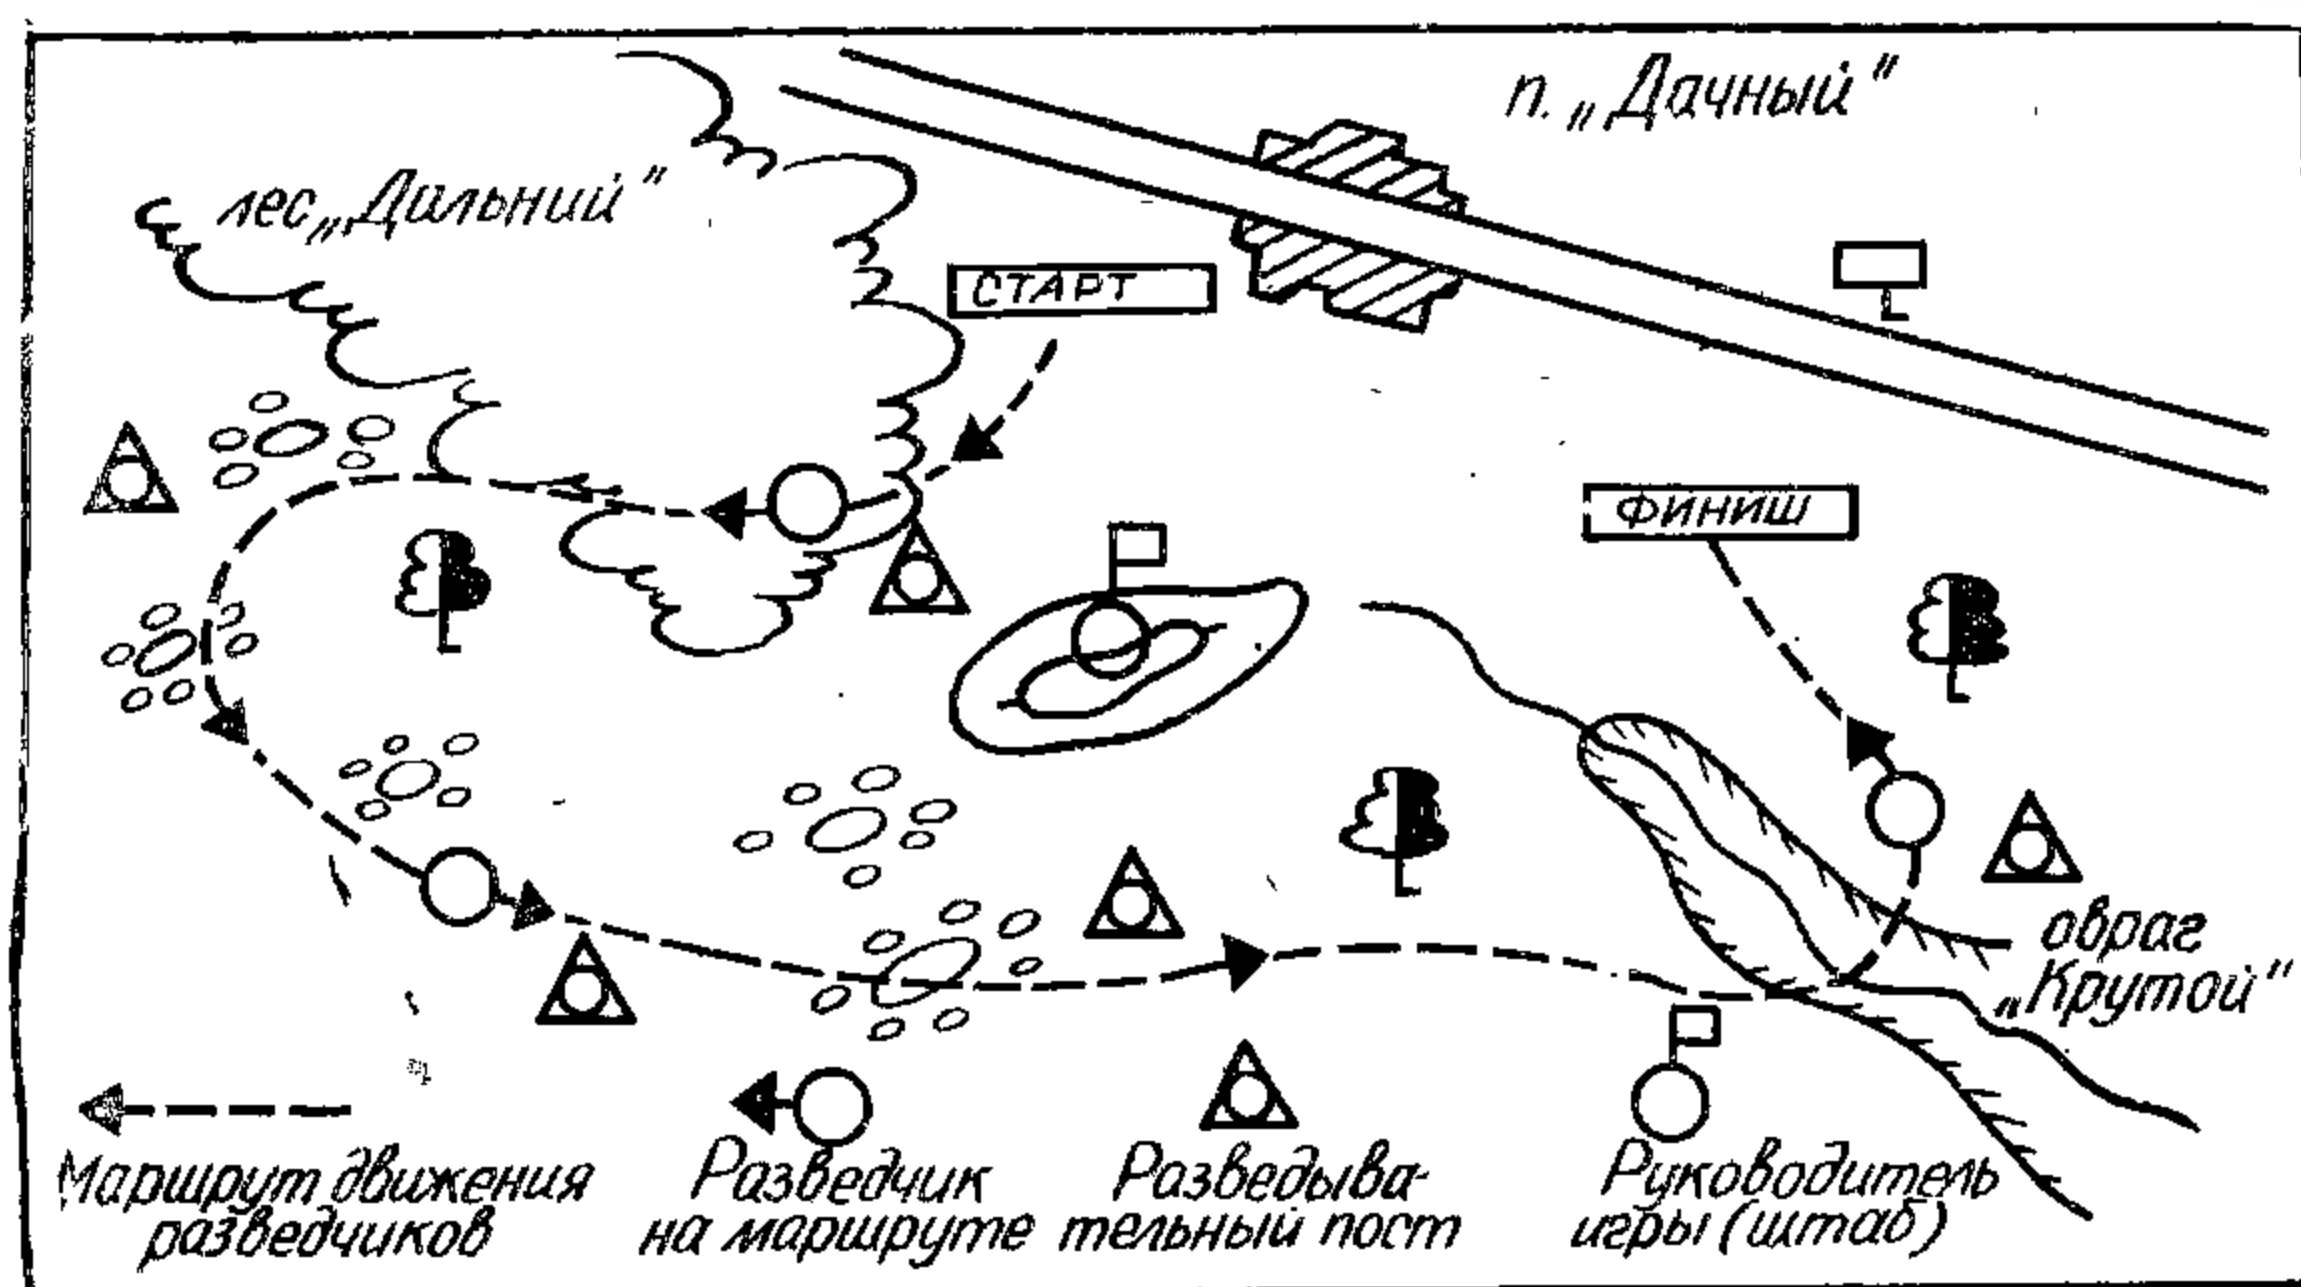 п. „Дачный"
лес „Дальний"
СТАРТ
ФИНИШ
овраг
„Крутой"
Маршрут движения
разведчиков
Разведчик
на маршруте
Разведыва-
тельный пост
Руководитель
игры (штаб)